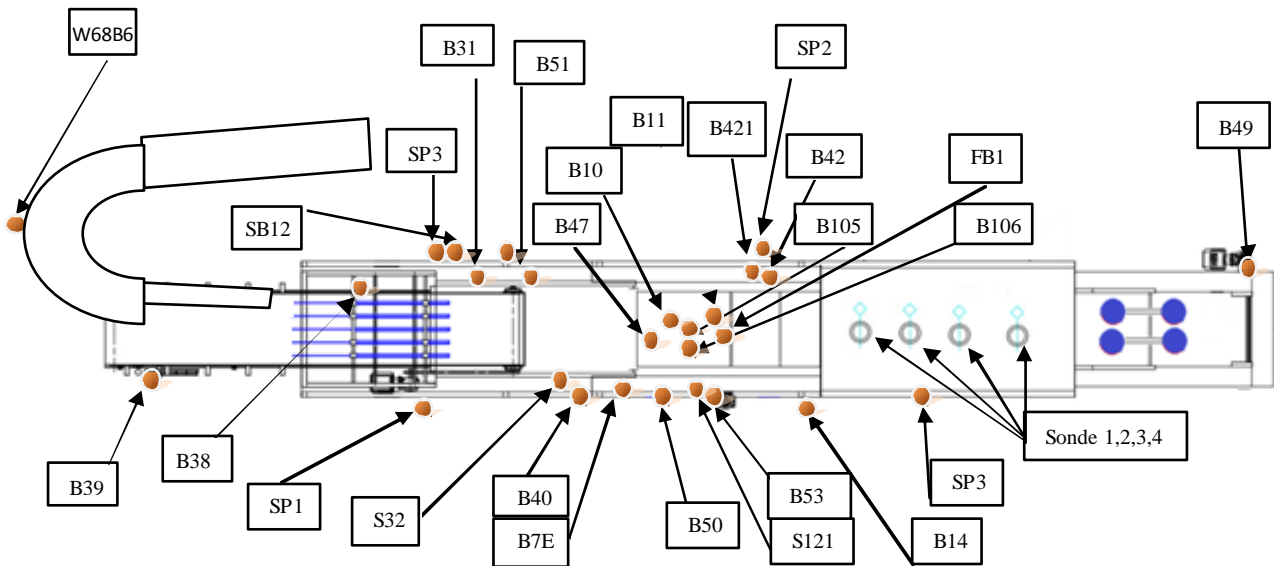 W68B6
B31
SP2
B51
B11
B421
B49
SP3
B10
B42
FB1
SB12
B47
B105
B106
B38
B39
SP1
S32
B40
B7E
B50
B53
S121
B14
SP3
Sonde 1,2,3,4